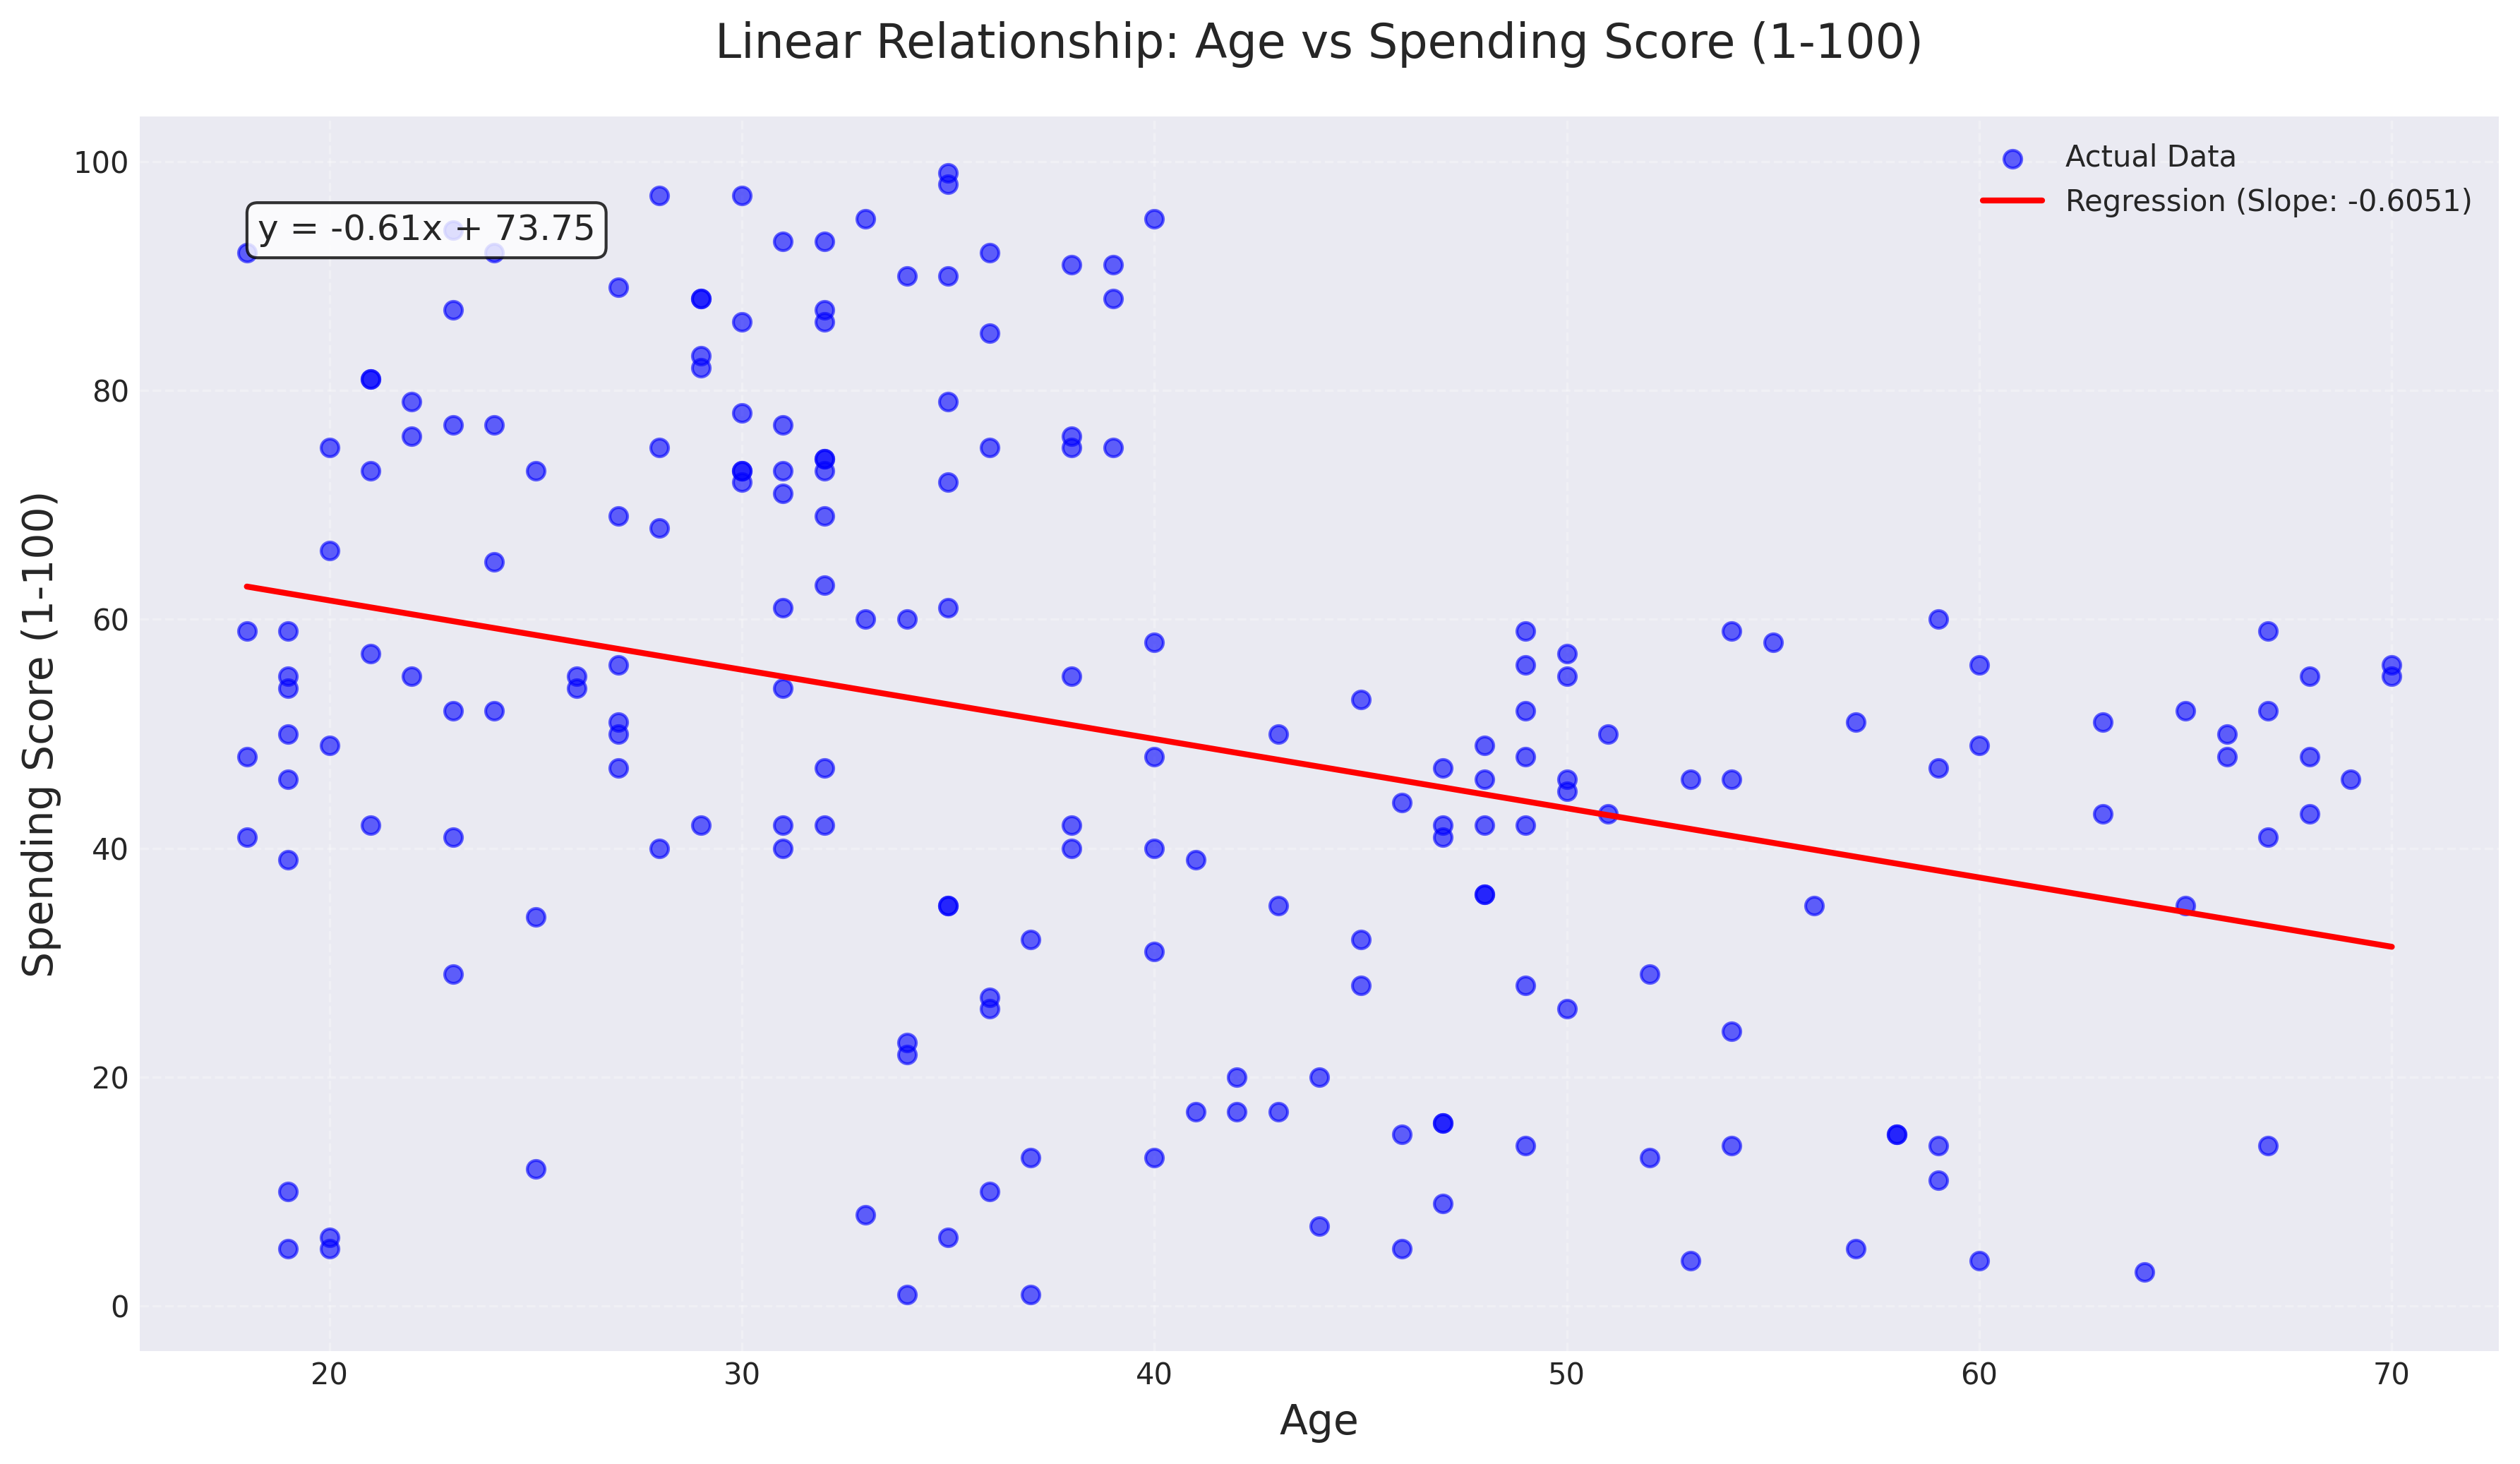 Linear Relationship: Age vs Spending Score (1-100)
Actual Data
Regression (Slope: -0.6051)
y = -0.61x + 73.75
Spending Score (1-100)
100
80
60
40
20
0
20
30
40
50
60
70
Age